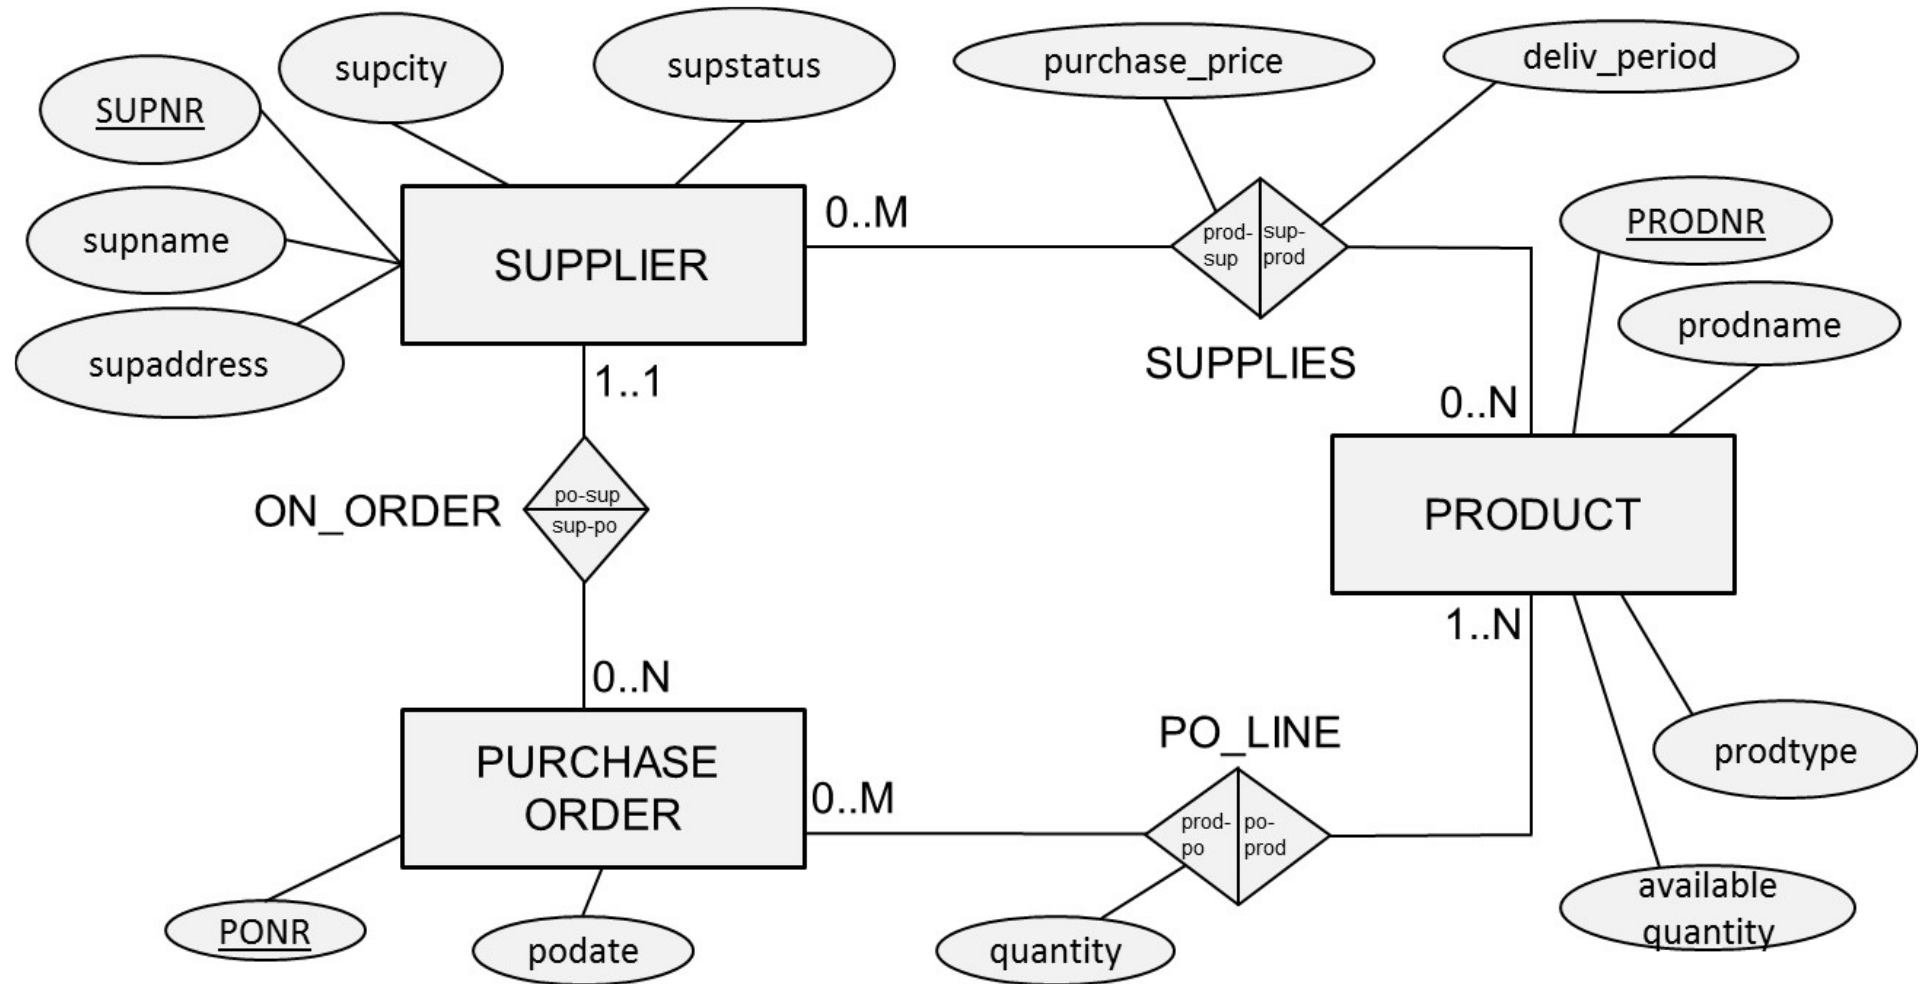 supcity
supstatus
purchase_price
deliv_period
SUPNR
supname
supaddress
SUPPLIER
0..M
prod-
sup
sup-
prod
SUPPLIES
PRODNR
prodname
0..N
1..1
ON_ORDER
po-sup
sup-po
PRODUCT
1..N
0..N
PURCHASE
ORDER
0..M
PO_LINE
prod-
po
po-
prod
prodtype
available
quantity
PONR
podate
quantity